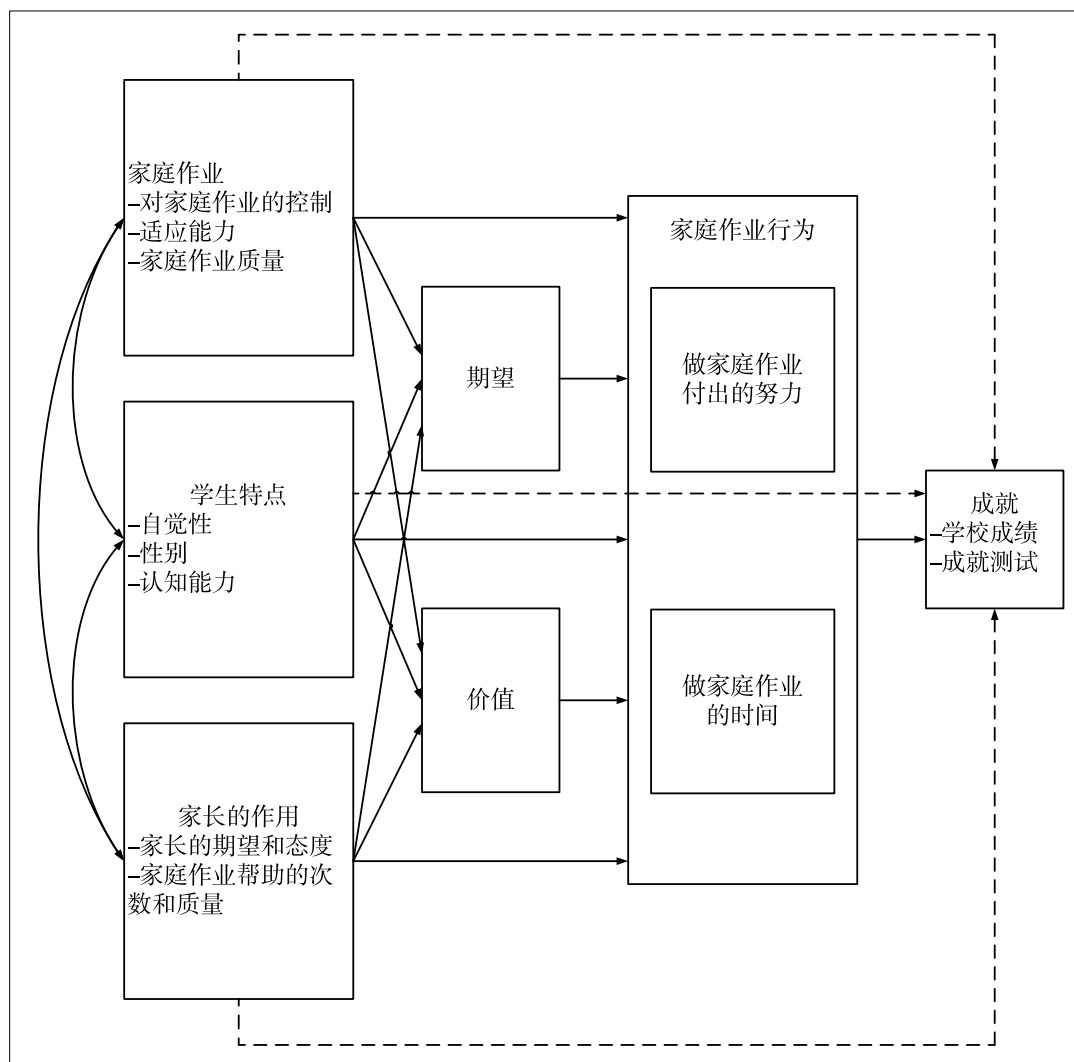 家庭作业
–对家庭作业的控制
–适应能力
–家庭作业质量
学生特点
–自觉性
–性别
–认知能力
家长的作用
–家长的期望和态度
–家庭作业帮助的次
数和质量
期望
价值
家庭作业行为
做家庭作业
付出的努力
做家庭作业
的时间
成就
–学校成绩
–成就测试